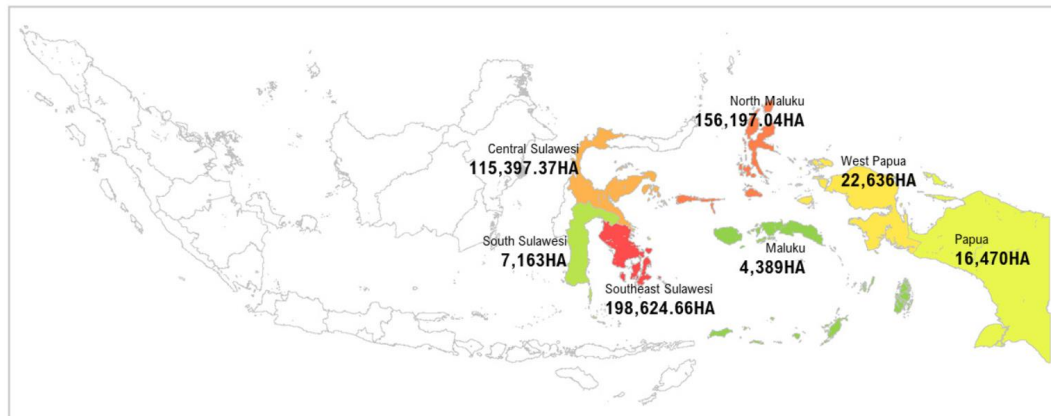 North Maluku
156,197.04HA
Central Sulawesi
115,397.37HA
West Papua
22,636HA
South Sulawesi
7,163HA
Maluku
4,389HA
Papua
16,470HA
Southeast Sulawesi
198,624.66HA